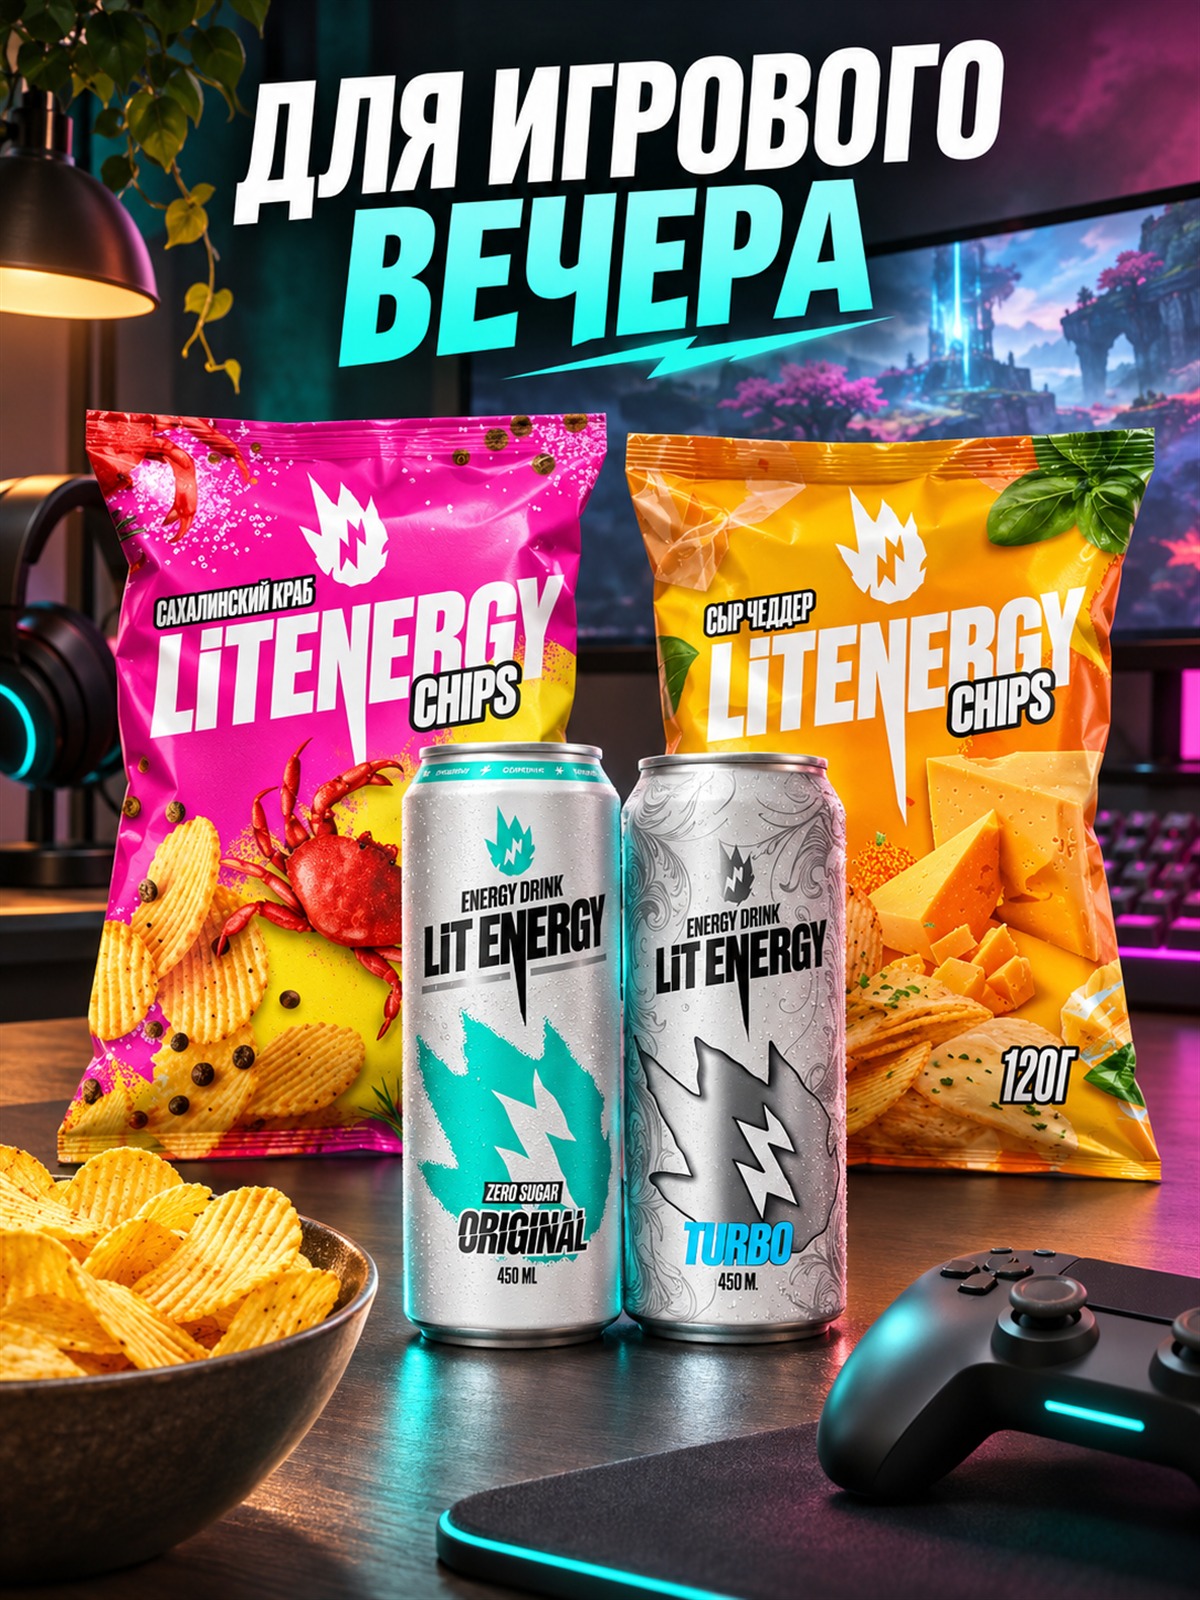 ДЛЯ ИГРОВОГО
ВЕЧЕРА
САХАЛИНСКИЙ КРАБ
LiTENERGY
CHIPS
СЫР ЧЕДДЕР
LiTENERGY
CHIPS
120Г
ENERGY DRINK
LiT ENERGY
ZERO SUGAR
ORIGINAL
450 ML
ENERGY DRINK
LiT ENERGY
TURBO
450 M.